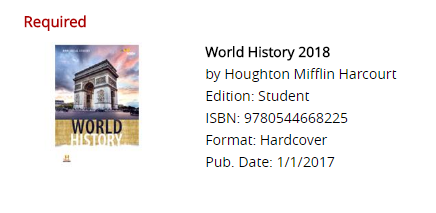 Required
WORLD
HISTORY
World History 2018
by Houghton Mifflin Harcourt
Edition: Student
ISBN: 9780544668225
Format: Hardcover
Pub. Date: 1/1/2017